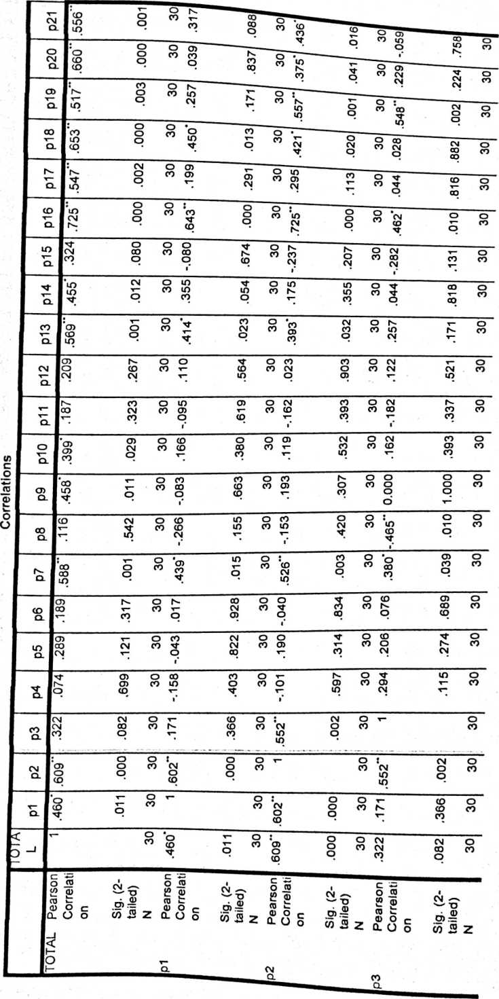 Correlations
TOTA L p1 p2 p3 p4 p5 p6 p7 p8 p9 p10 p11 p12 p13 p14 p15 p16 p17 p18 p19 p20 p21
TOTAL Pearson Correlati on 1 .460* .609** .322 .074 .289 .189 .588** .116 .458* .399* .187 .209 .569** .455* .324 .725** .547** .653** .517** .660** .556**
Sig. (2- tailed) .011 .000 .082 .699 .121 .317 .001 .542 .011 .029 .323 .267 .001 .012 .080 .000 .002 .000 .003 .000 .001
N 30 30 30 30 30 30 30 30 30 30 30 30 30 30 30 30 30 30 30 30 30 30
p1 Pearson Correlati on .460* 1 .602** .171 -.158 -.043 .017 .439* -.266 -.083 .166 -.095 .110 .414* .355 -.080 .643** .199 .450* .257 .039 .317
Sig. (2- tailed) .011 .000 .366 .403 .822 .928 .015 .155 .663 .380 .619 .564 .023 .054 .674 .000 .291 .013 .171 .837 .088
N 30 30 30 30 30 30 30 30 30 30 30 30 30 30 30 30 30 30 30 30 30 30
p2 Pearson Correlati on .609** .602** 1 .552** -.101 .190 -.040 .526** -.153 .193 .119 -.162 .023 .393* .175 -.237 .725** .295 .421* .557** .375* .436*
Sig. (2- tailed) .000 .000 .002 .597 .314 .834 .003 .420 .307 .532 .393 .903 .032 .355 .207 .000 .113 .020 .001 .041 .016
N 30 30 30 30 30 30 30 30 30 30 30 30 30 30 30 30 30 30 30 30 30 30
p3 Pearson Correlati on .322 .171 .552** 1 .294 .206 .076 .380* -.465** 0.000 .162 -.182 .122 .257 .044 -.282 .462* .044 .028 .548** .229 -.059
Sig. (2- tailed) .082 .366 .002 .115 .274 .689 .039 .010 1.000 .393 .337 .521 .171 .818 .131 .010 .816 .882 .002 .224 .758
N 30 30 30 30 30 30 30 30 30 30 30 30 30 30 30 30 30 30 30 30 30 30